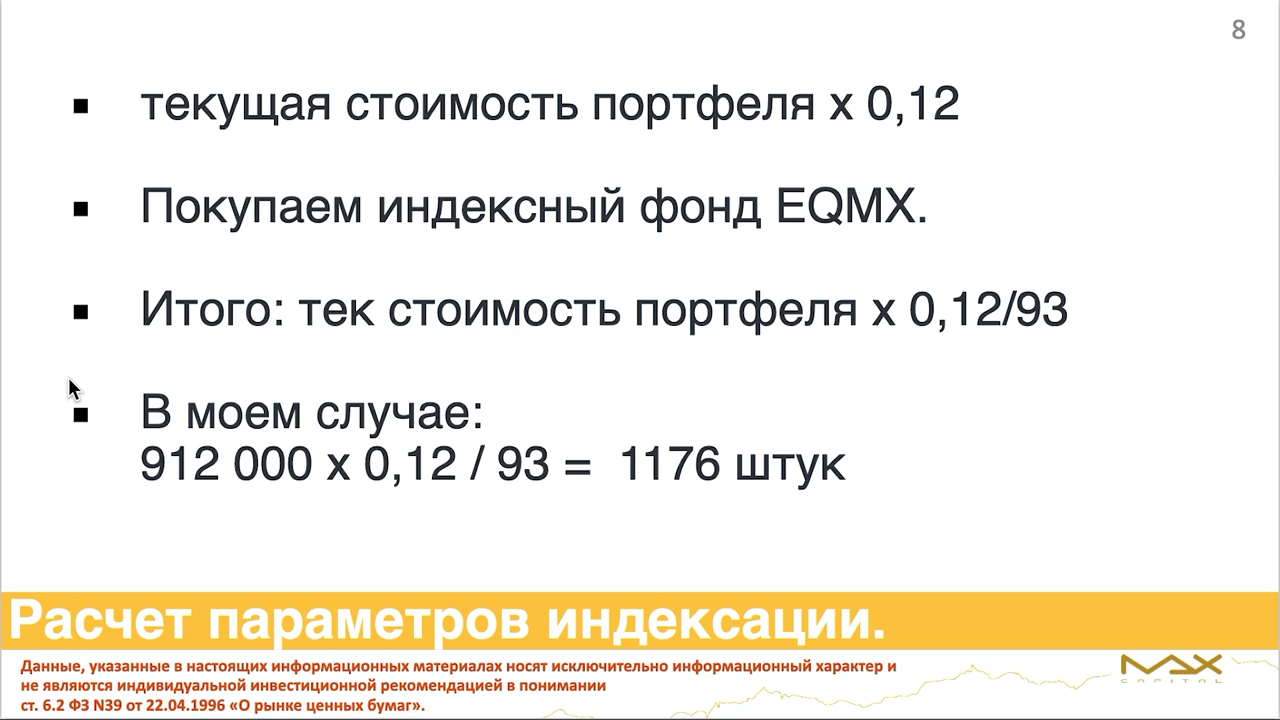 8
текущая стоимость портфеля х 0,12
Покупаем индексный фонд EQMX.
Итого: тек стоимость портфеля х 0,12/93
В моем случае:
912 000 х 0,12 / 93 = 1176 штук
Расчет параметров индексации.
Данные, указанные в настоящих информационных материалах носят исключительно информационный характер и
не являются индивидуальной инвестиционной рекомендацией в понимании
ст. 6.2 ФЗ N39 от 22.04.1996 «О рынке ценных бумаг».
MAX
CAPITAL